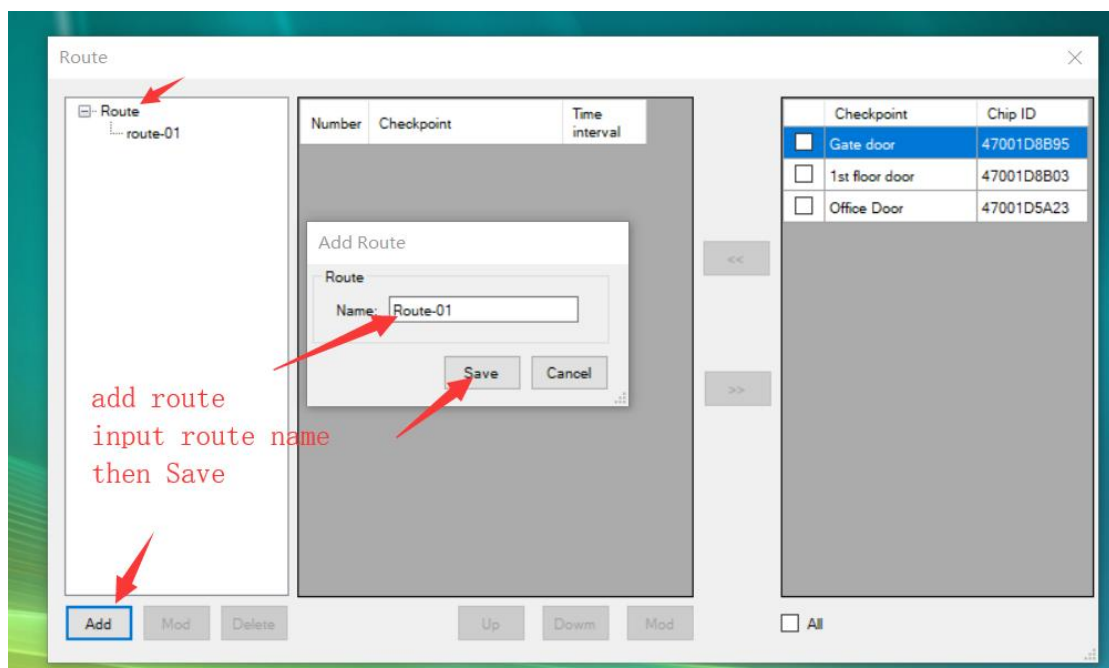 Route
Route
route-01
Number Checkpoint Time interval
Checkpoint Chip ID
Gate door 47001D8B95
1st floor door 47001D8B03
Office Door 47001D5A23
Add Route
Route
Name: Route-01
Save Cancel
<<
>>
add route
input route name
then Save
Add Mod Delete Up Dowm Mod All